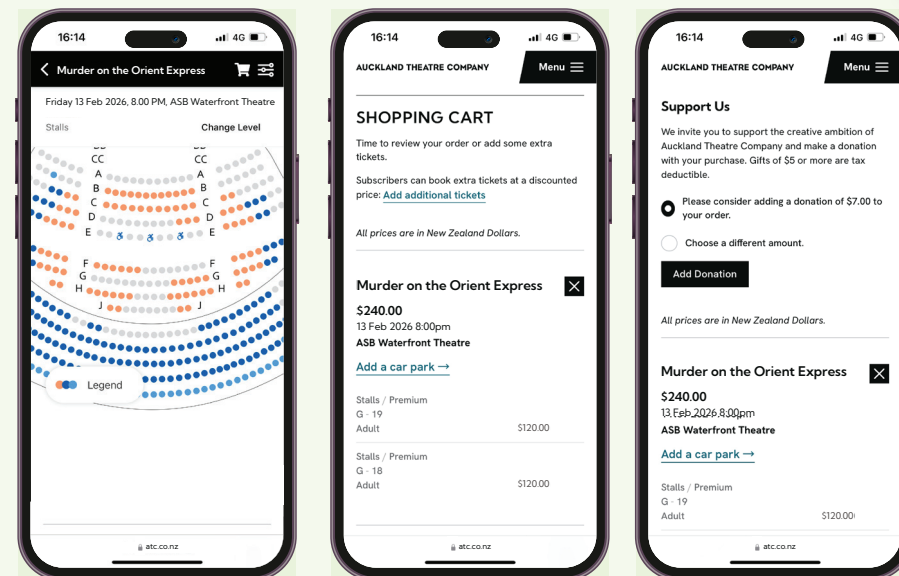 16:14
4G
Murder on the Orient Express
Friday 13 Feb 2026, 8.00 PM, ASB Waterfront Theatre
Stalls
Change Level
CC CC
A A
B B
C C
D D
E E
F F
G G
H H
J J
Legend
atc.co.nz
16:14
4G
AUCKLAND THEATRE COMPANY
Menu
SHOPPING CART
Time to review your order or add some extra
tickets.
Subscribers can book extra tickets at a discounted
price: Add additional tickets
All prices are in New Zealand Dollars.
Murder on the Orient Express
$240.00
13 Feb 2026 8:00pm
ASB Waterfront Theatre
Add a car park →
Stalls / Premium
G - 19
Adult $120.00
Stalls / Premium
G - 18
Adult $120.00
atc.co.nz
16:14
4G
AUCKLAND THEATRE COMPANY
Menu
Support Us
We invite you to support the creative ambition of
Auckland Theatre Company and make a donation
with your purchase. Gifts of $5 or more are tax
deductible.
Please consider adding a donation of $7.00 to
your order.
Choose a different amount.
Add Donation
All prices are in New Zealand Dollars.
Murder on the Orient Express
$240.00
13 Feb 2026 8:00pm
ASB Waterfront Theatre
Add a car park →
Stalls / Premium
G - 19
Adult $120.00
atc.co.nz